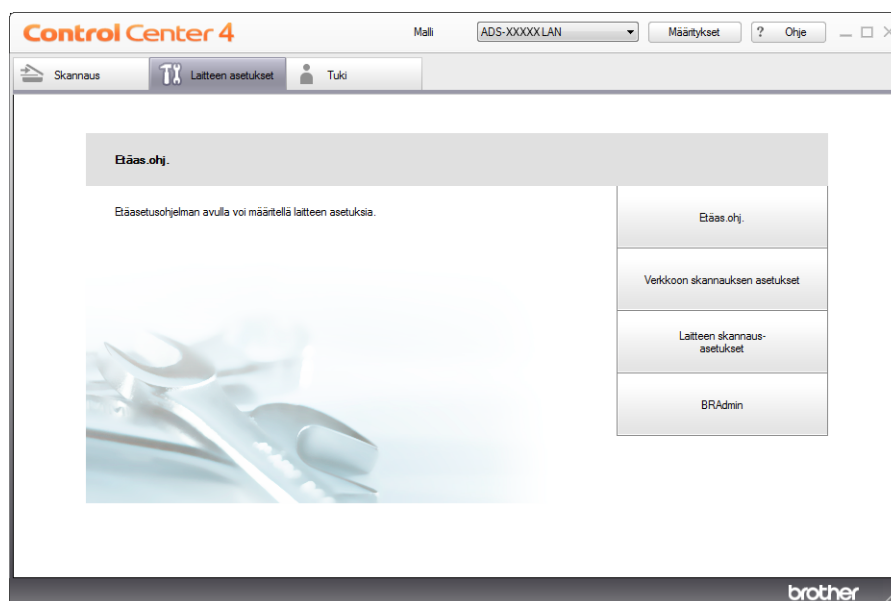 Control Center 4
Malli
ADS-XXXXX LAN
Määritykset
? Ohje
Skannaus
Laitteen asetukset
Tuki
Etäas.ohj.
Etäasetusohjelman avulla voi määritellä laitteen asetuksia.
Etäas.ohj.
Verkkoon skannauksen asetukset
Laitteen skannaus-
asetukset
BRAdmin
brother